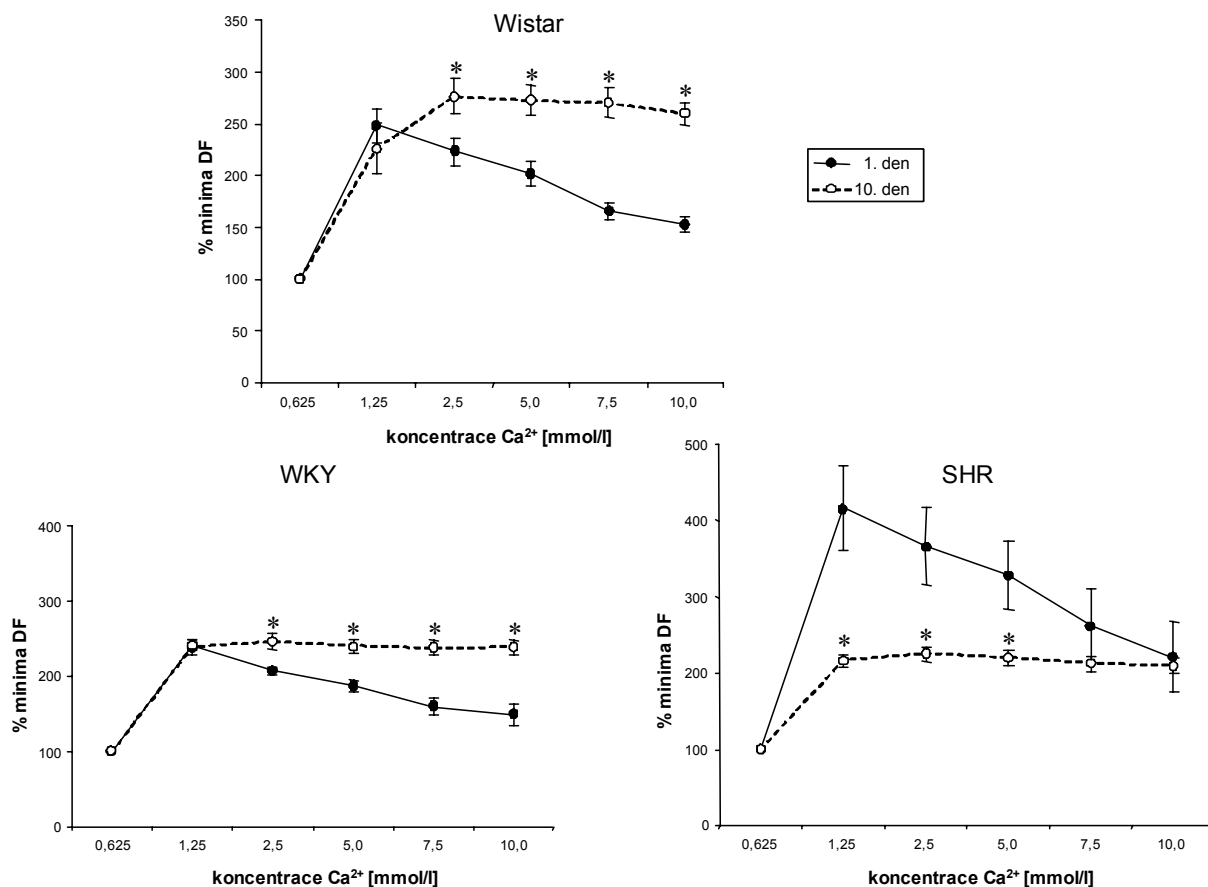 Wistar
% minima DF
350
300
250
200
150
100
50
0
* * * *
0,625 1,25 2,5 5,0 7,5 10,0
koncentrace Ca²⁺ [mmol/l]
1. den
10. den
WKY
% minima DF
400
300
200
100
0
* * * *
0,625 1,25 2,5 5,0 7,5 10,0
koncentrace Ca²⁺ [mmol/l]
SHR
% minima DF
500
400
300
200
100
0
* * *
0,625 1,25 2,5 5,0 7,5 10,0
koncentrace Ca²⁺ [mmol/l]